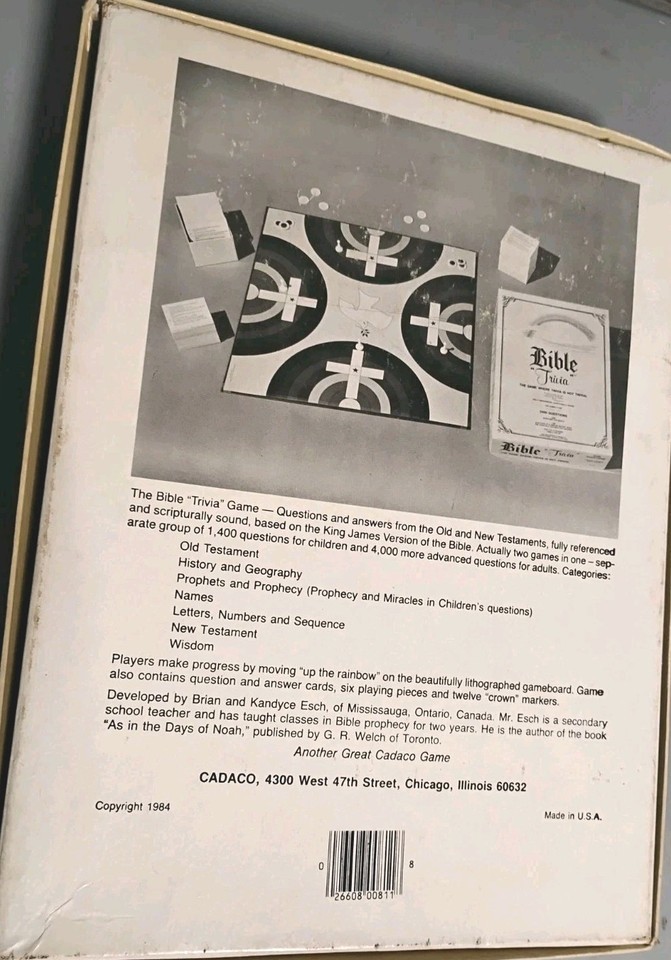 Bible
Trivia
THE GAME WHERE TRIVIA IS NOT TRIVIAL
Bible Trivia
The Bible "Trivia" Game — Questions and answers from the Old and New Testaments, fully referenced
and scripturally sound, based on the King James Version of the Bible. Actually two games in one – sep-
arate group of 1,400 questions for children and 4,000 more advanced questions for adults. Categories:
Old Testament
History and Geography
Prophets and Prophecy (Prophecy and Miracles in Children's questions)
Names
Letters, Numbers and Sequence
New Testament
Wisdom
Players make progress by moving "up the rainbow" on the beautifully lithographed gameboard. Game
also contains question and answer cards, six playing pieces and twelve "crown" markers.
Developed by Brian and Kandyce Esch, of Mississauga, Ontario, Canada. Mr. Esch is a secondary
school teacher and has taught classes in Bible prophecy for two years. He is the author of the book
"As in the Days of Noah," published by G. R. Welch of Toronto.
Another Great Cadaco Game
CADACO, 4300 West 47th Street, Chicago, Illinois 60632
Copyright 1984
Made in U.S.A.
0 26608 00811 8